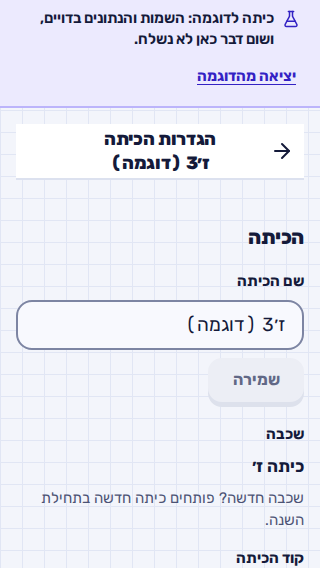 כיתה לדוגמה: השמות והנתונים בדויים,
ושום דבר כאן לא נשלח.
יציאה מהדוגמה
הגדרות הכיתה
ז׳3 (דוגמה)
הכיתה
שם הכיתה
ז׳3 (דוגמה)
שמירה
שכבה
כיתה ז׳
שכבה חדשה? פותחים כיתה חדשה בתחילת
השנה.
קוד הכיתה